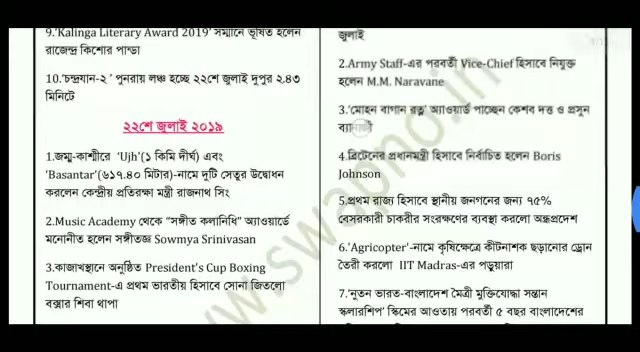 9.‘Kalinga Literary Award 2019’ সম্মানে ভূষিত হলেন
রাজেন্দ্র কিশোর পান্ডা
10.‘চন্দ্রযান-২’ পুনরায় লঞ্চ হচ্ছে ২২শে জুলাই দুপুর ২.৪৩
মিনিটে
২২শে জুলাই ২০১৯
1.জম্মু-কাশ্মীরে ‘Ujh’(১ কিমি দীর্ঘ) এবং
‘Basantar’(৬১৭.৪০ মিটার)-নামে দুটি সেতুর উদ্বোধন
করলেন কেন্দ্রীয় প্রতিরক্ষা মন্ত্রী রাজনাথ সিং
2.Music Academy থেকে “সঙ্গীত কলানিধি” অ্যাওয়ার্ডে
মনোনীত হলেন সঙ্গীতজ্ঞ Sowmya Srinivasan
3.কাজাখস্থানে অনুষ্ঠিত President’s Cup Boxing
Tournament-এ প্রথম ভারতীয় হিসাবে সোনা জিতলো
বক্সার শিবা থাপা
জুলাই
2.Army Staff-এর পরবর্তী Vice-Chief হিসাবে নিযুক্ত
হলেন M.M. Naravane
3.‘মোহন বাগান রত্ন’ অ্যাওয়ার্ড পাচ্ছেন কেশব দত্ত ও প্রসুন
ব্যানার্জী
4.ব্রিটেনের প্রধানমন্ত্রী হিসাবে নির্বাচিত হলেন Boris
Johnson
5.প্রথম রাজ্য হিসাবে স্থানীয় জনগনের জন্য ৭৫%
বেসরকারী চাকরীর সংরক্ষণের ব্যবস্থা করলো অন্ধ্রপ্রদেশ
6.‘Agricopter’-নামে কৃষিক্ষেত্রে কীটনাশক ছড়ানোর ড্রোন
তৈরী করলো IIT Madras-এর পড়ুয়ারা
7.‘নুতন ভারত-বাংলাদেশ মৈত্রী মুক্তিযোদ্ধা সন্তান
স্কলারশিপ’ স্কিমের আওতায় পরবর্তী ৫ বছর বাংলাদেশের
www.swapno.in